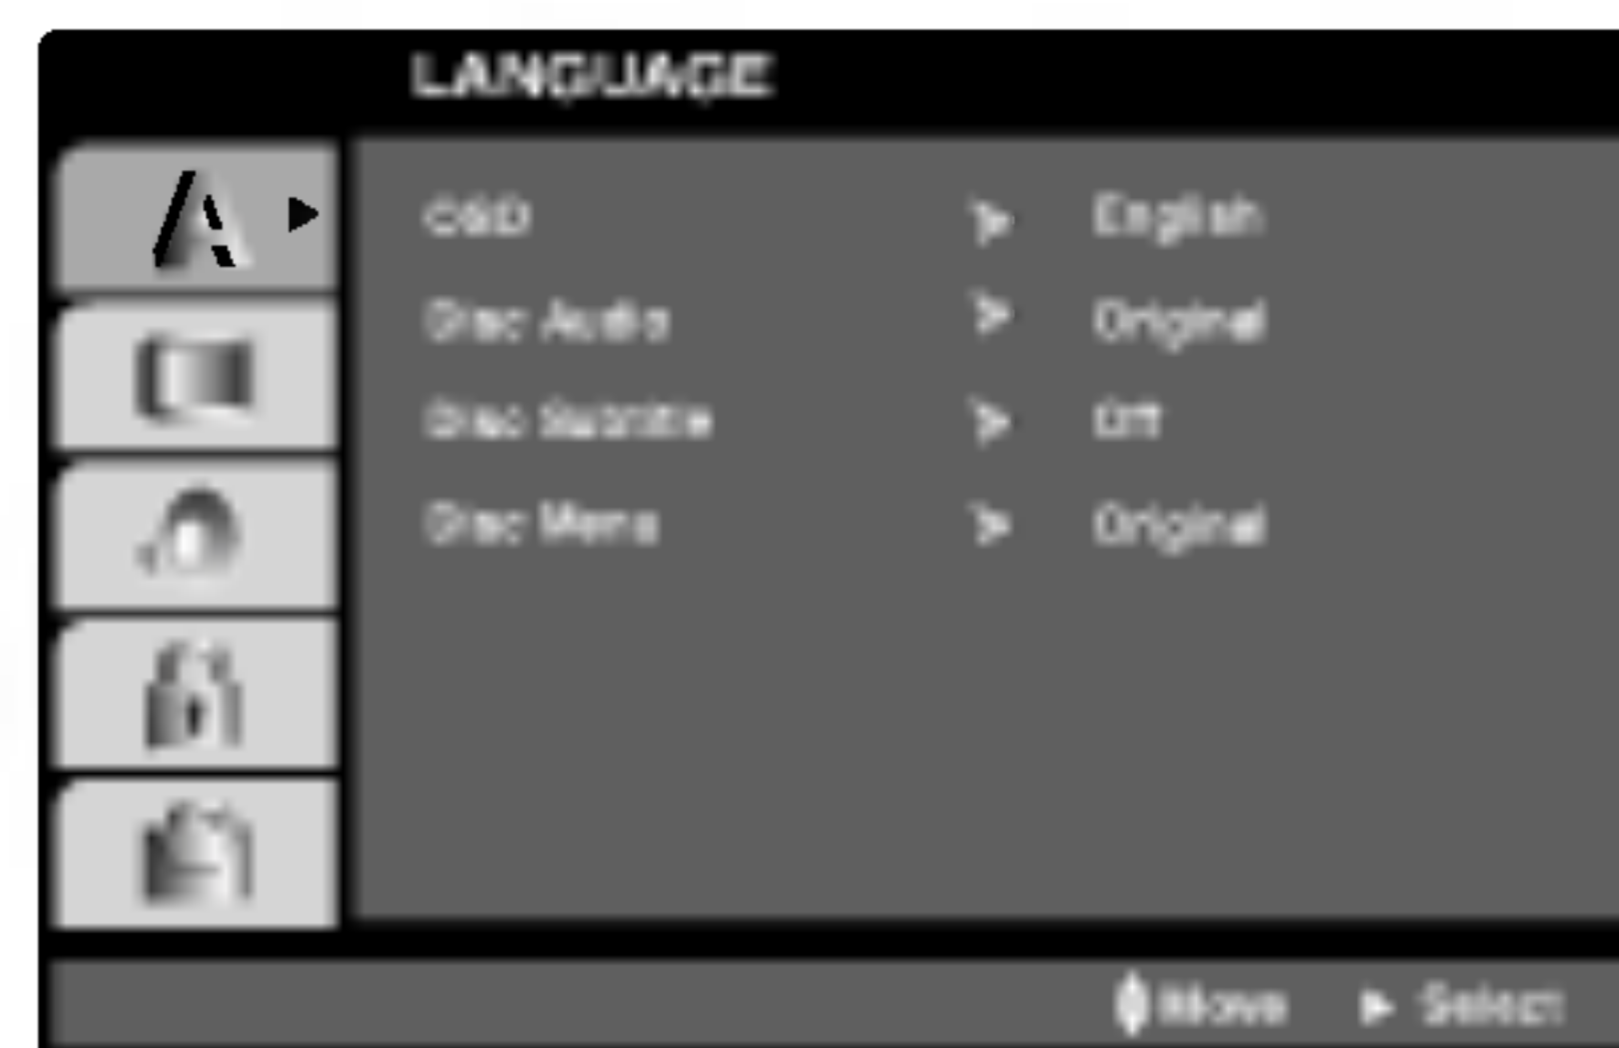 LANGUAGE
OSD English
Disc Audio Original
Disc Subtitle Off
Disc Menu Original
Move Select